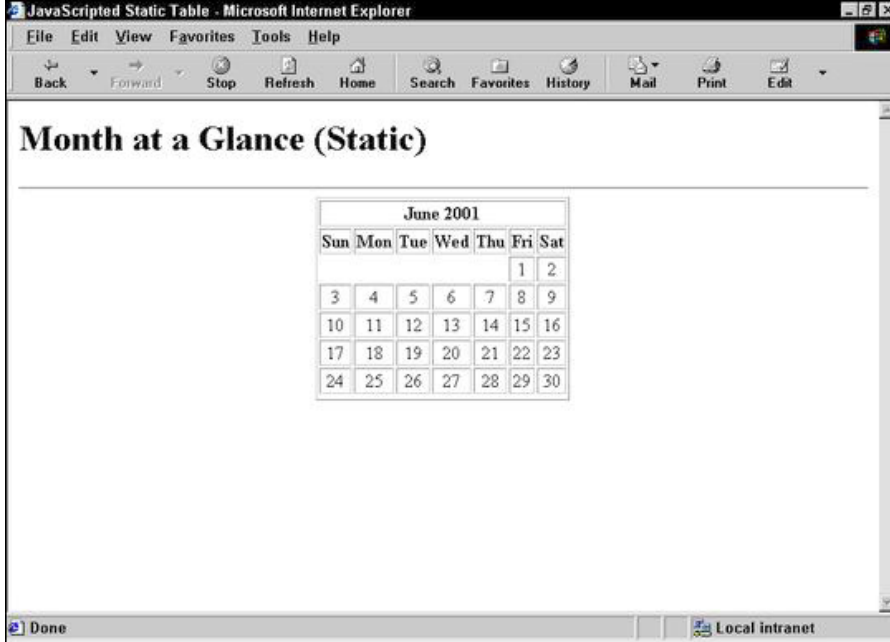 JavaScripted Static Table - Microsoft Internet Explorer
File Edit View Favorites Tools Help
Back Forward Stop Refresh Home Search Favorites History Mail Print Edit
Month at a Glance (Static)
June 2001
Sun Mon Tue Wed Thu Fri Sat
1 2
3 4 5 6 7 8 9
10 11 12 13 14 15 16
17 18 19 20 21 22 23
24 25 26 27 28 29 30
Done Local intranet